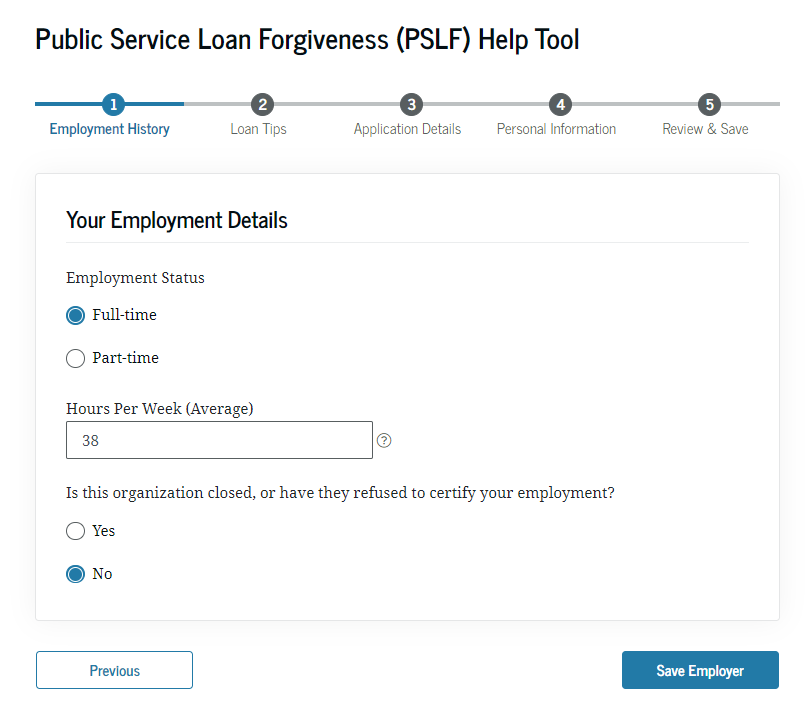 Public Service Loan Forgiveness (PSLF) Help Tool
1 2 3 4 5
Employment History Loan Tips Application Details Personal Information Review & Save
Your Employment Details
Employment Status
Full-time
Part-time
Hours Per Week (Average)
38 ?
Is this organization closed, or have they refused to certify your employment?
Yes
No
Previous Save Employer